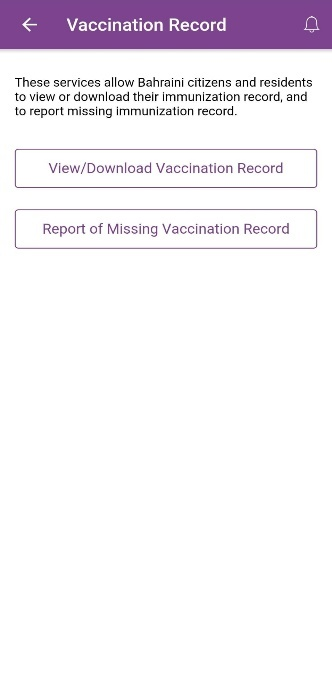 Vaccination Record
These services allow Bahraini citizens and residents
to view or download their immunization record, and
to report missing immunization record.
View/Download Vaccination Record
Report of Missing Vaccination Record